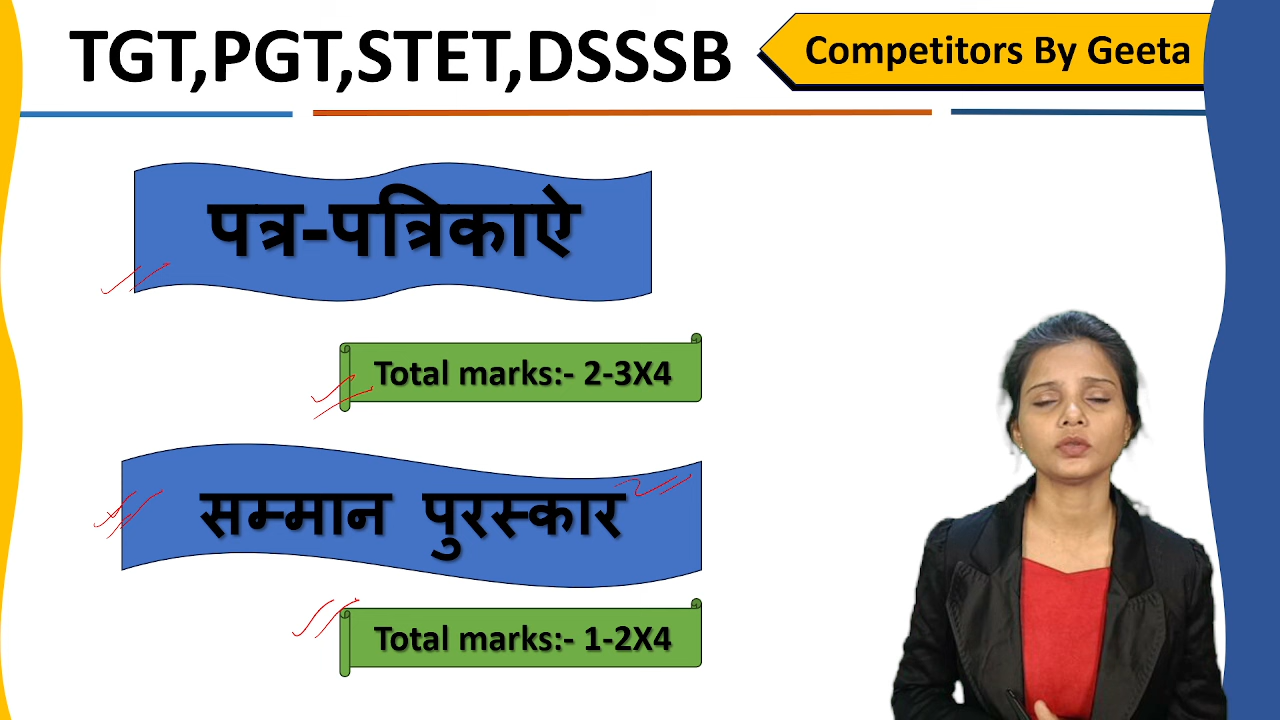 TGT,PGT,STET,DSSSB
Competitors By Geeta
पत्र-पत्रिकाऐ
Total marks:- 2-3X4
सम्मान पुरस्कार
Total marks:- 1-2X4